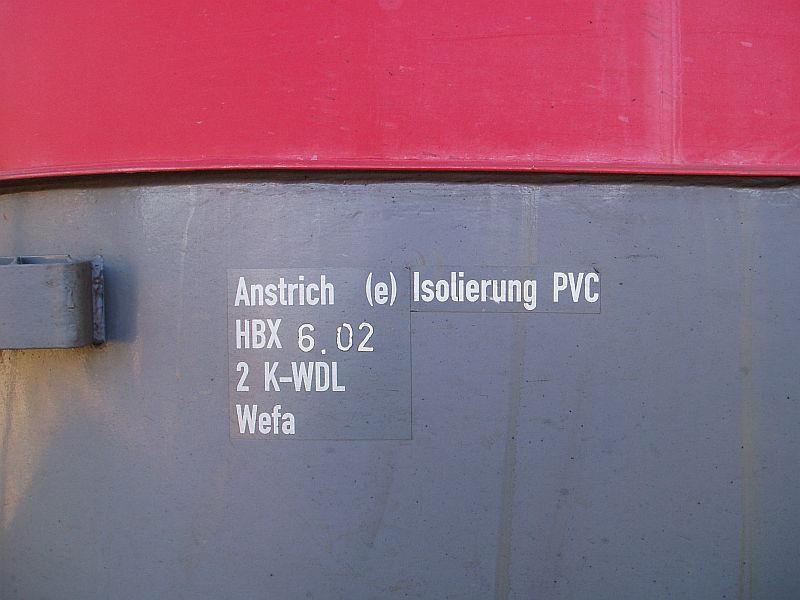 Anstrich (e) Isolierung PVC
HBX 6.02
2 K-WDL
Wefa